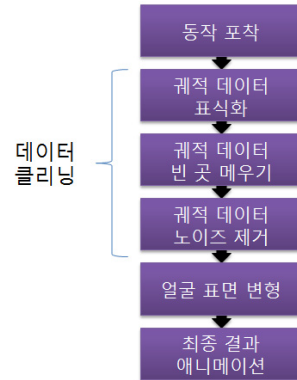 동작 포착
궤적 데이터
표식화
데이터
클리닝
궤적 데이터
빈 곳 메우기
궤적 데이터
노이즈 제거
얼굴 표면 변형
최종 결과
애니메이션